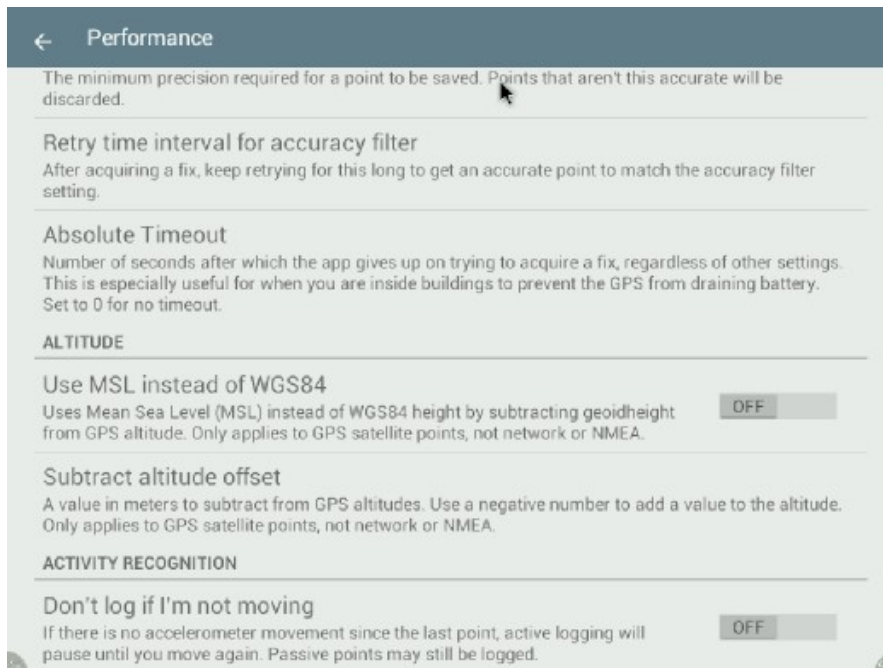 Performance
The minimum precision required for a point to be saved. Points that aren't this accurate will be
discarded.
Retry time interval for accuracy filter
After acquiring a fix, keep retrying for this long to get an accurate point to match the accuracy filter
setting.
Absolute Timeout
Number of seconds after which the app gives up on trying to acquire a fix, regardless of other settings.
This is especially useful for when you are inside buildings to prevent the GPS from draining battery.
Set to 0 for no timeout.
ALTITUDE
Use MSL instead of WGS84
Uses Mean Sea Level (MSL) instead of WGS84 height by subtracting geoidheight
from GPS altitude. Only applies to GPS satellite points, not network or NMEA.
OFF
Subtract altitude offset
A value in meters to subtract from GPS altitudes. Use a negative number to add a value to the altitude.
Only applies to GPS satellite points, not network or NMEA.
ACTIVITY RECOGNITION
Don't log if I'm not moving
If there is no accelerometer movement since the last point, active logging will
pause until you move again. Passive points may still be logged.
OFF